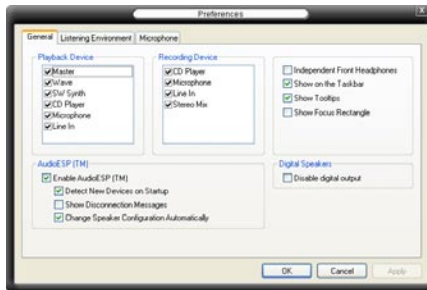 Preferences
General
Listening Environment
Microphone
Playback Device
Master
Wave
SW Synth
CD Player
Microphone
Line In
Recording Device
CD Player
Microphone
Line In
Stereo Mix
Independent Front Headphones
Show on the Taskbar
Show Tooltips
Show Focus Rectangle
AudioESP (TM)
Enable AudioESP (TM)
Detect New Devices on Startup
Show Disconnection Messages
Change Speaker Configuration Automatically
Digital Speakers
Disable digital output
OK
Cancel
Apply